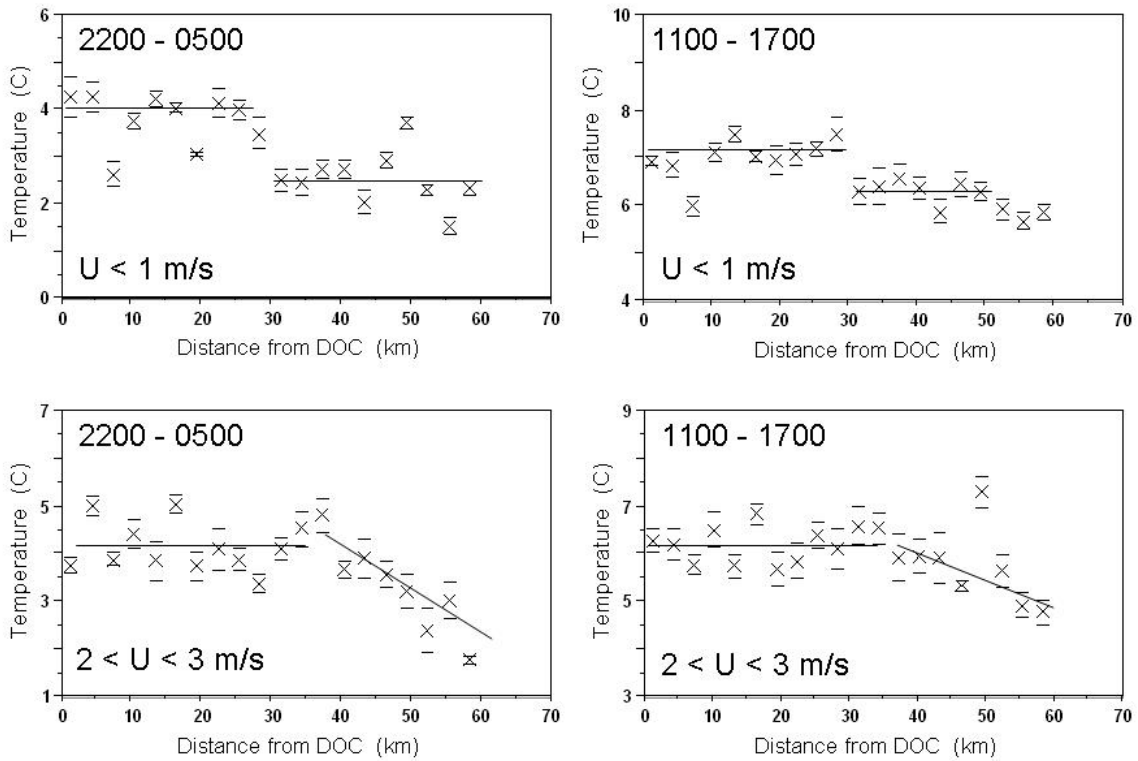 6
4
2
0
Temperature (C)
2200 - 0500
U < 1 m/s
0 10 20 30 40 50 60 70
Distance from DOC (km)
10
8
6
4
Temperature (C)
1100 - 1700
U < 1 m/s
0 10 20 30 40 50 60 70
Distance from DOC (km)
7
5
3
1
Temperature (C)
2200 - 0500
2 < U < 3 m/s
0 10 20 30 40 50 60 70
Distance from DOC (km)
9
7
5
3
Temperature (C)
1100 - 1700
2 < U < 3 m/s
0 10 20 30 40 50 60 70
Distance from DOC (km)